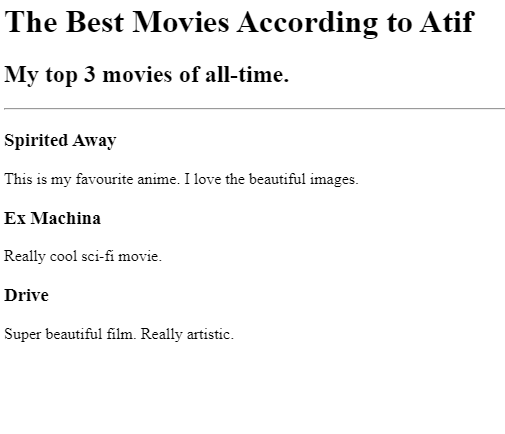 The Best Movies According to Atif
My top 3 movies of all-time.
Spirited Away
This is my favourite anime. I love the beautiful images.
Ex Machina
Really cool sci-fi movie.
Drive
Super beautiful film. Really artistic.